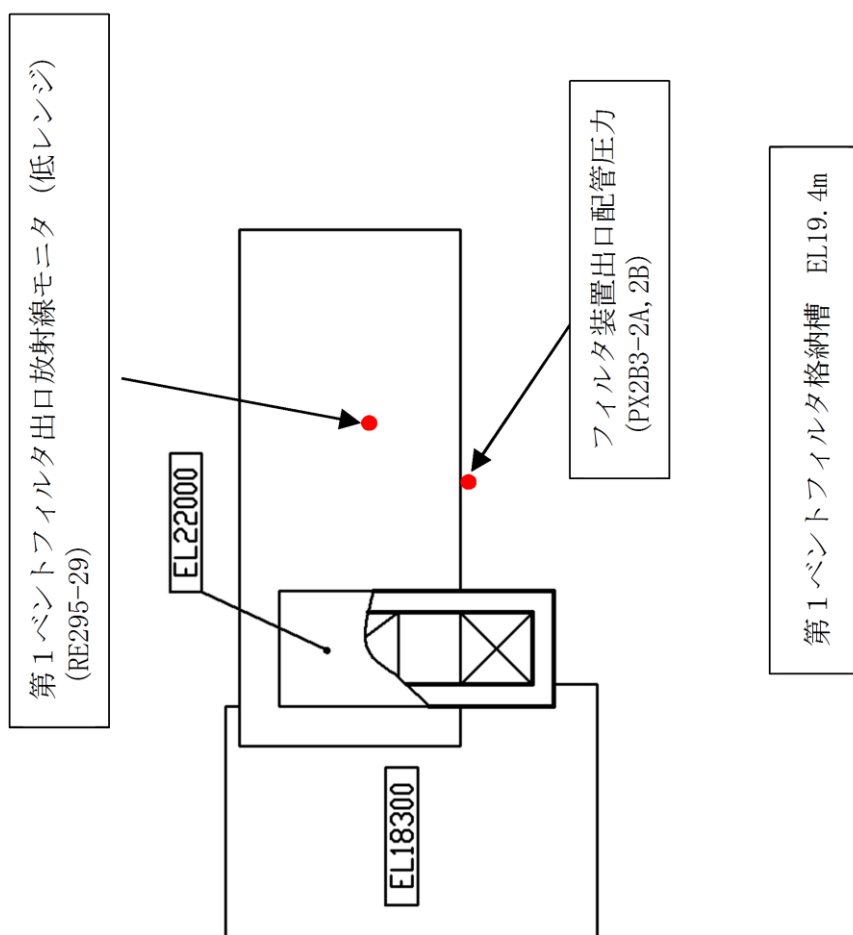 第1ベントフィルタ出口放射線モニタ（低レンジ）
(RE295-29)
EL22000
フィルタ装置出口配管圧力
(PX2B3-2A, 2B)
EL18300
第1ベントフィルタ格納槽　EL19.4m